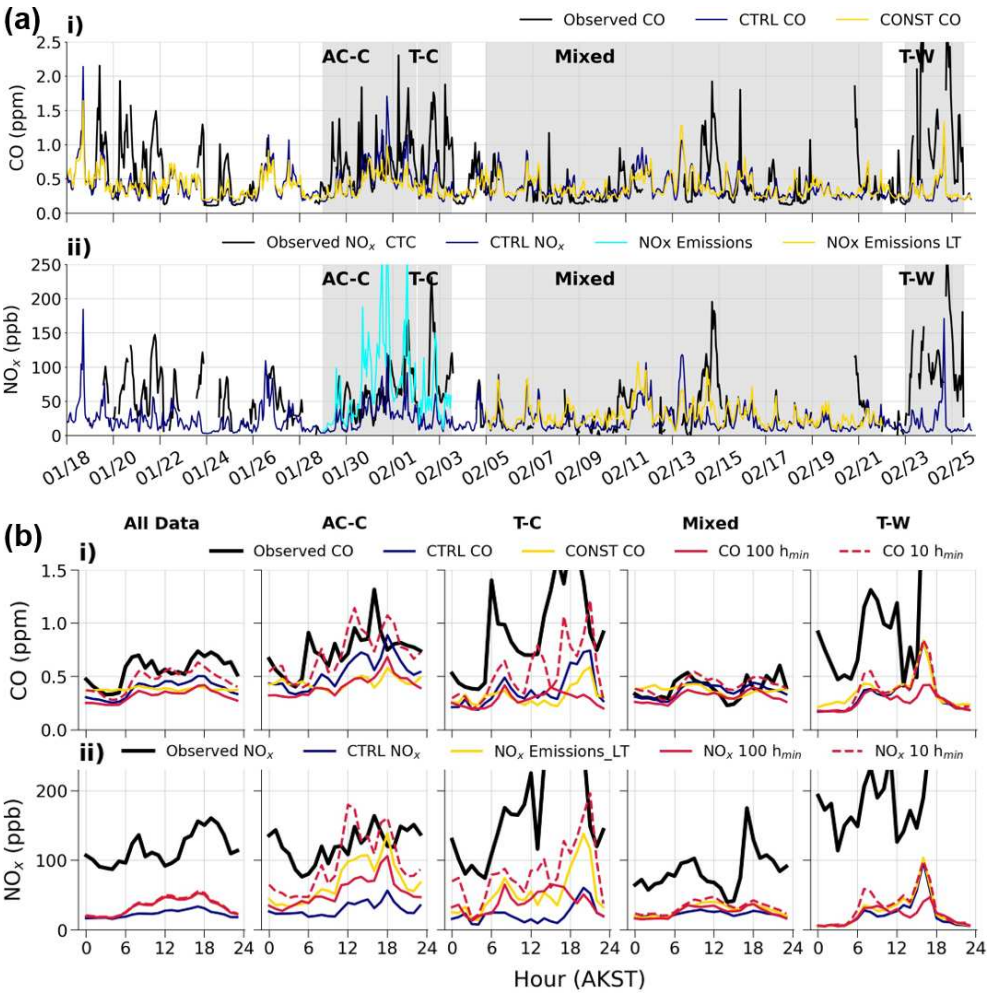 (a) i)
Observed CO CTRL CO CONST CO
AC-C T-C Mixed T-W
CO (ppm)
2.5
2.0
1.5
1.0
0.5
0.0
ii)
Observed NOₓ CTC CTRL NOₓ NOx Emissions NOx Emissions LT
AC-C T-C Mixed T-W
NOₓ (ppb)
250
200
150
100
50
0
01/18 01/20 01/22 01/24 01/26 01/28 01/30 02/01 02/03 02/05 02/07 02/09 02/11 02/13 02/15 02/17 02/19 02/21 02/23 02/25
(b)
All Data AC-C T-C Mixed T-W
i)
Observed CO CTRL CO CONST CO CO 100 hmin CO 10 hmin
CO (ppm)
1.5
1.0
0.5
0.0
ii)
Observed NOₓ CTRL NOₓ NOₓ Emissions_LT NOₓ 100 hmin NOₓ 10 hmin
NOₓ (ppb)
200
100
0
0 6 12 18 24 0 6 12 18 24 0 6 12 18 24 0 6 12 18 24 0 6 12 18 24
Hour (AKST)